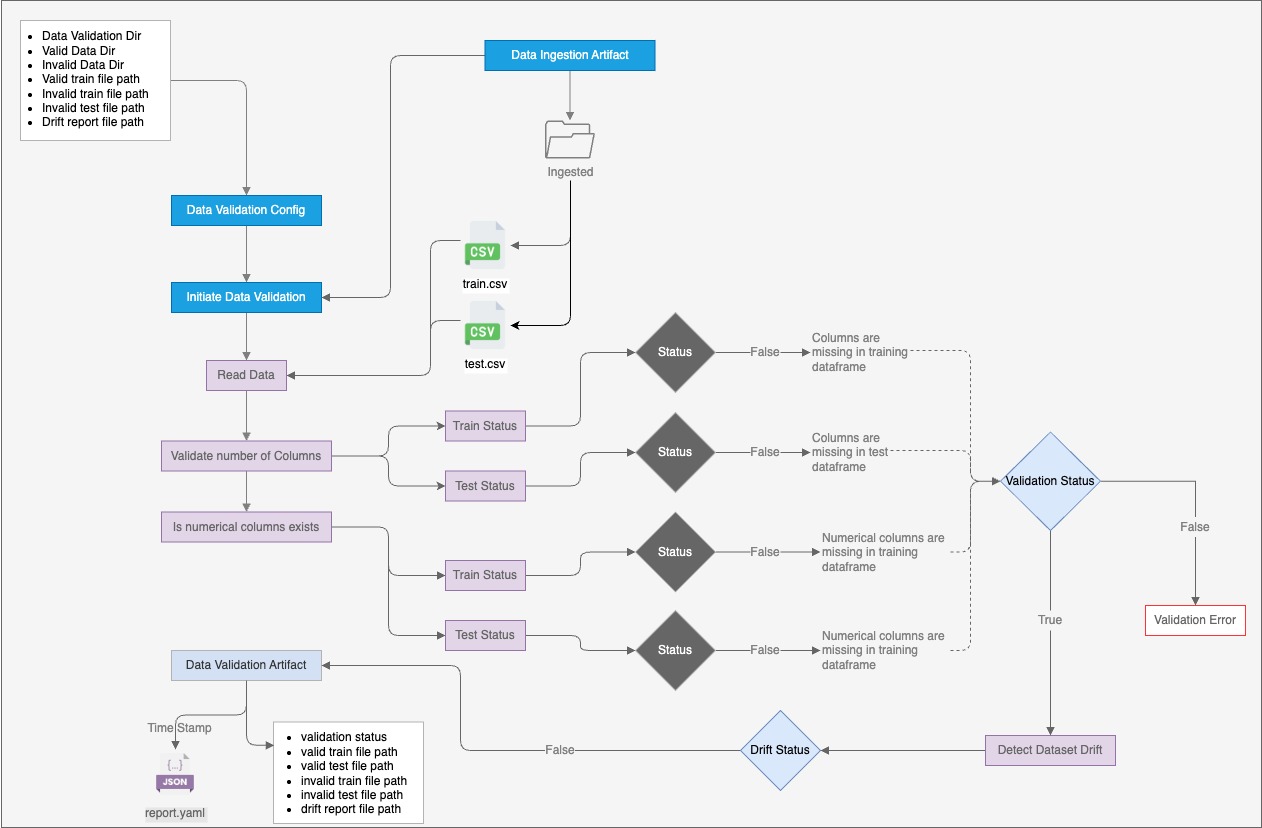 Data Validation Dir
Valid Data Dir
Invalid Data Dir
Valid train file path
Invalid train file path
Invalid test file path
Drift report file path
Data Ingestion Artifact
Ingested
Data Validation Config
CSV
train.csv
Initiate Data Validation
CSV
test.csv
Read Data
Status
False
Columns are
missing in training
dataframe
Train Status
Validate number of Columns
Test Status
Status
False
Columns are
missing in test
dataframe
Validation Status
False
Validation Error
True
Is numerical columns exists
Train Status
Status
False
Numerical columns are
missing in training
dataframe
Test Status
Status
False
Numerical columns are
missing in training
dataframe
Data Validation Artifact
Detect Dataset Drift
Drift Status
False
Time Stamp
{...}
JSON
report.yaml
validation status
valid train file path
valid test file path
invalid train file path
invalid test file path
drift report file path